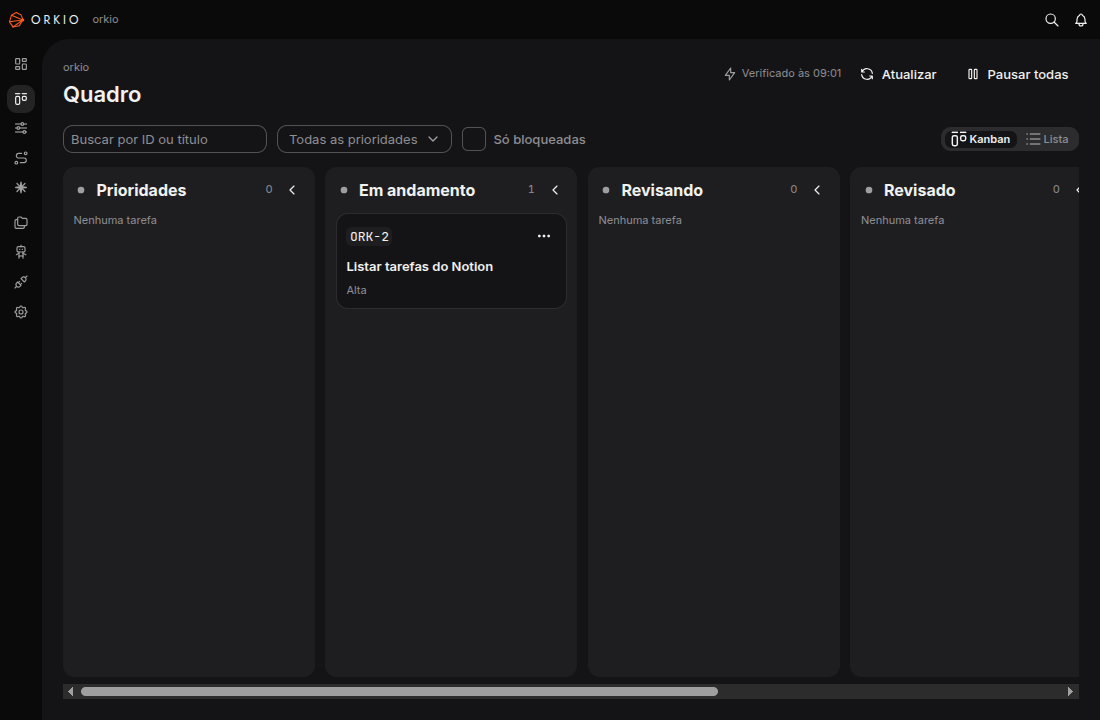 ORKIO orkio
orkio
Quadro
Verificado às 09:01
Atualizar
Pausar todas
Buscar por ID ou título
Todas as prioridades
Só bloqueadas
Kanban
Lista
Prioridades 0
Nenhuma tarefa
Em andamento 1
ORK-2
Listar tarefas do Notion
Alta
Revisando 0
Nenhuma tarefa
Revisado 0
Nenhuma tarefa